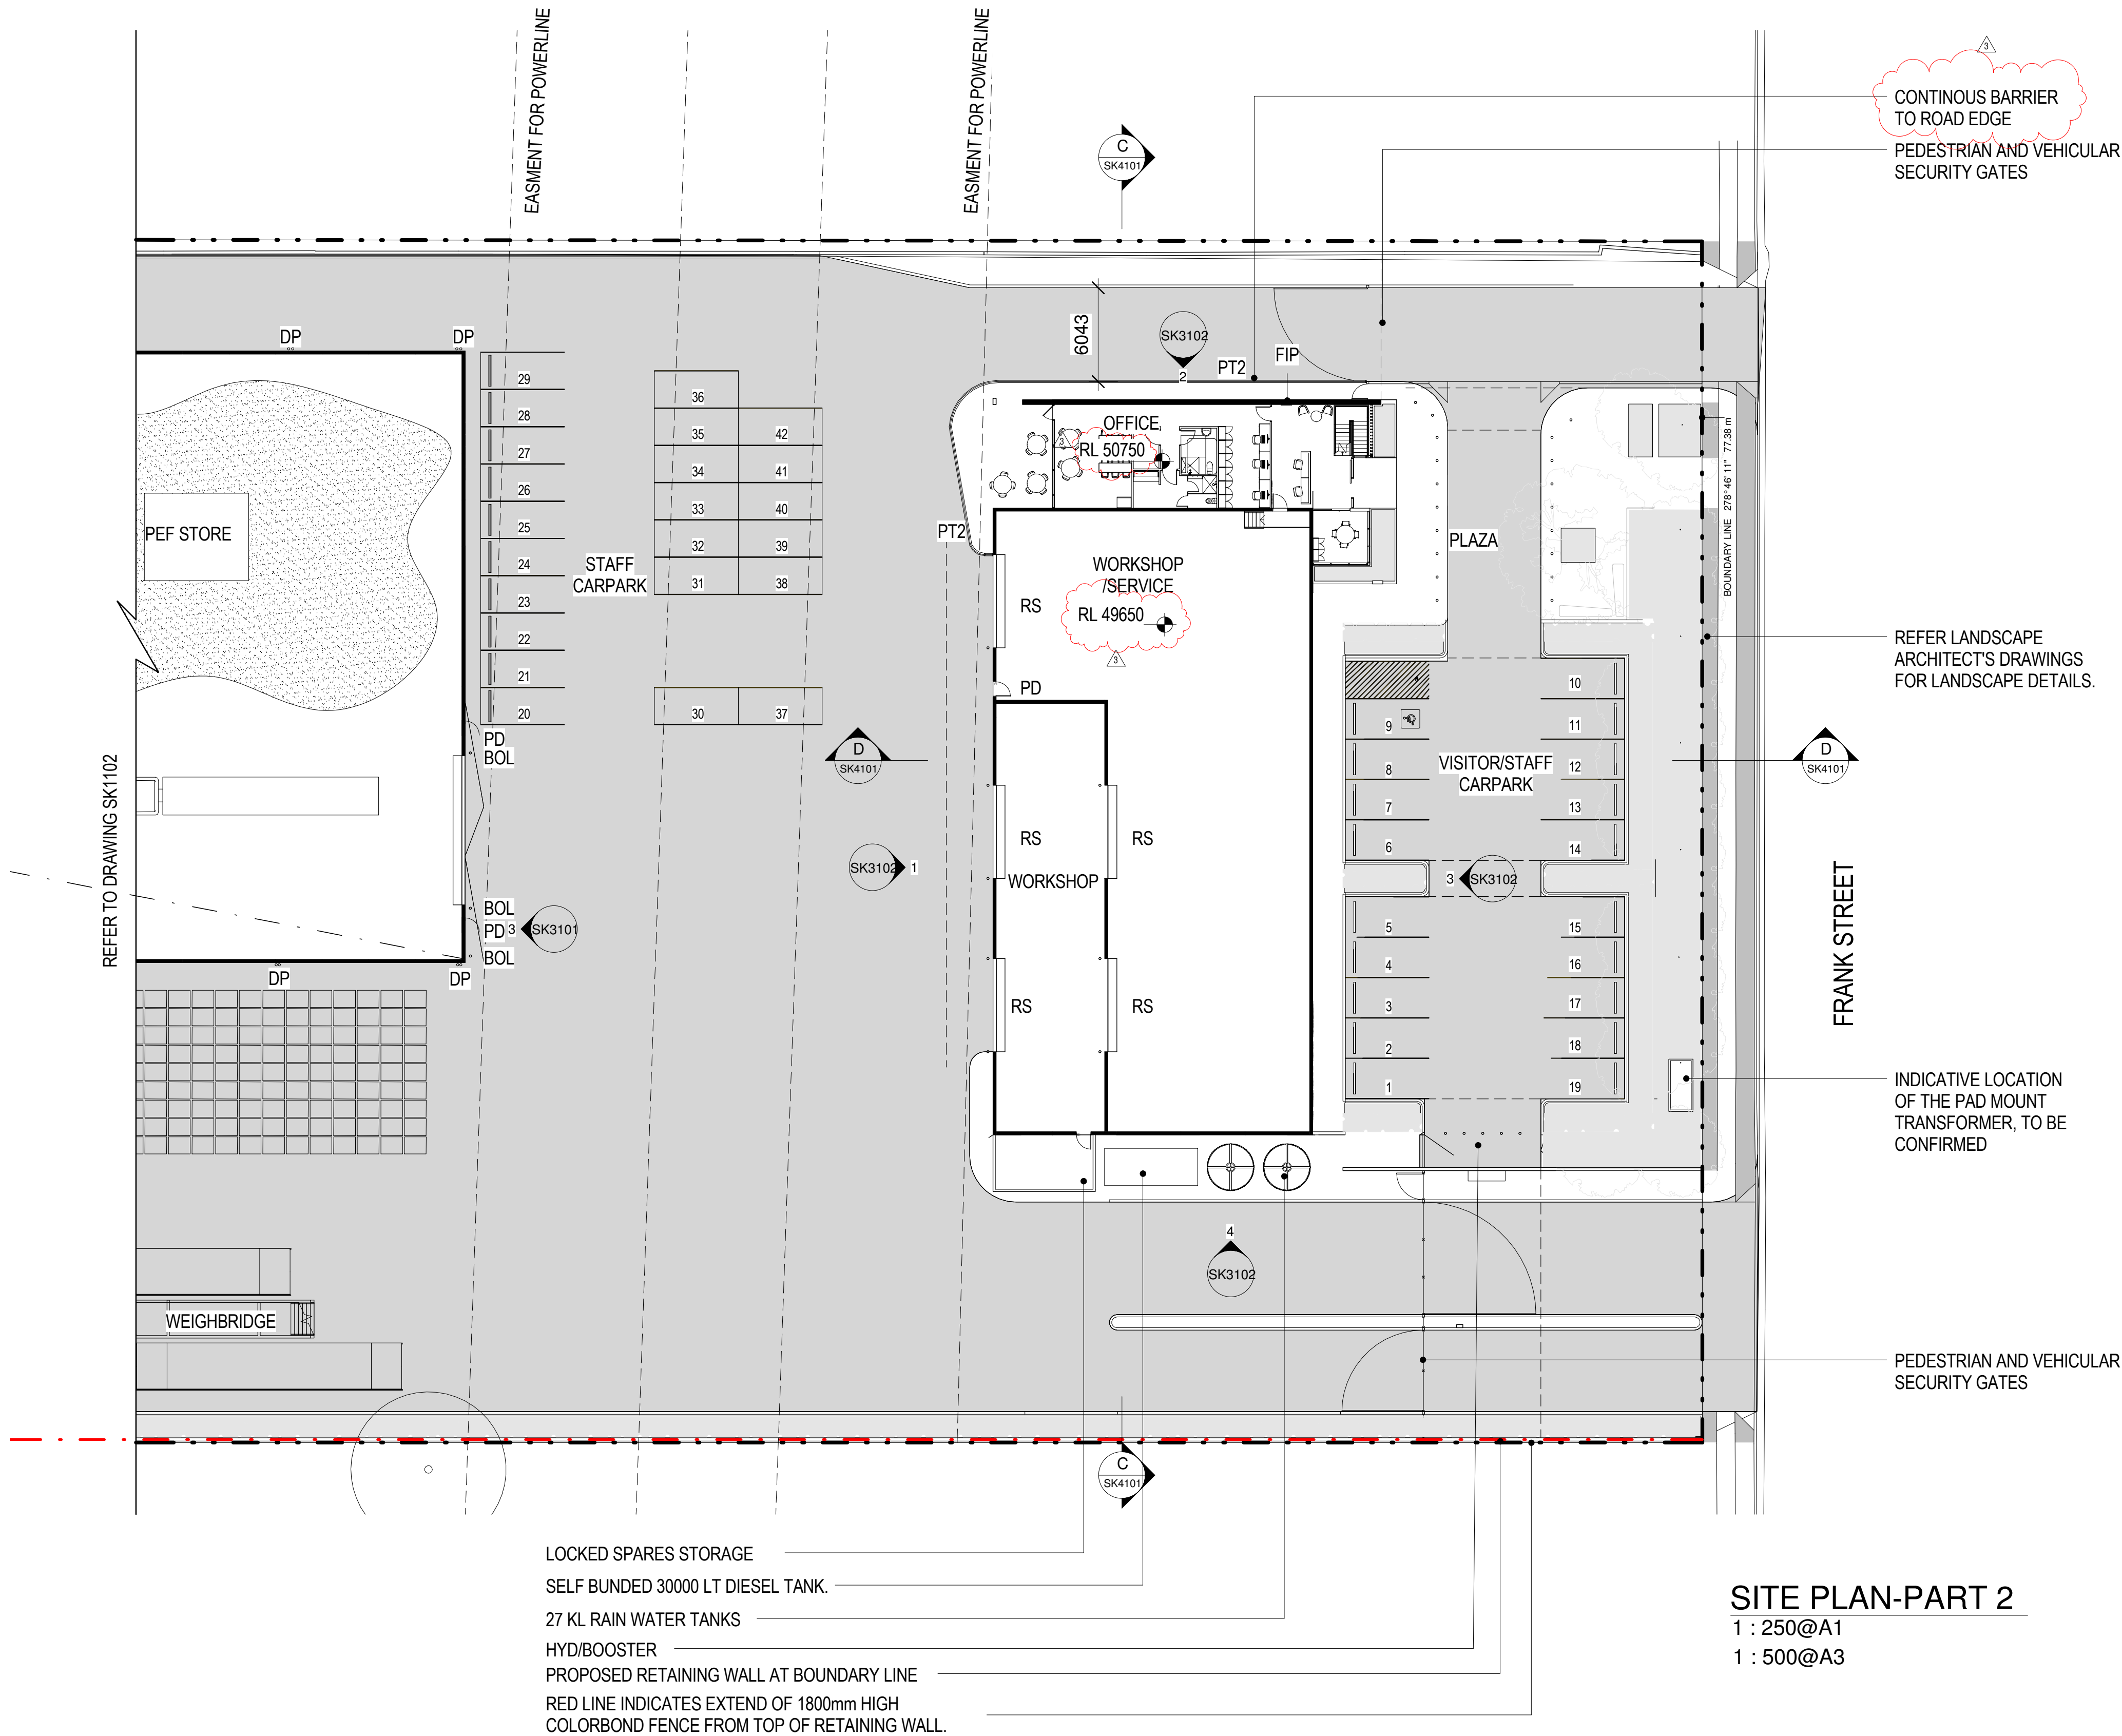 EASMENT FOR POWERLINE
EASMENT FOR POWERLINE
3
CONTINOUS BARRIER
TO ROAD EDGE
PEDESTRIAN AND VEHICULAR
SECURITY GATES
C
SK4101
DP
DP
6043
SK3102
2
PT2
FIP
29
28
27
26
25
24
23
22
21
20
36
35
34
33
32
31
30
42
41
40
39
38
37
STAFF
CARPARK
PEF STORE
OFFICE
3
RL 50750
PT2
WORKSHOP
/SERVICE
RL 49650
3
RS
PD
PLAZA
BOUNDARY LINE 278°46' 11" 77.38 m
REFER LANDSCAPE
ARCHITECT'S DRAWINGS
FOR LANDSCAPE DETAILS.
PD
BOL
D
SK4101
9
8
7
6
10
11
12
13
14
VISITOR/STAFF
CARPARK
D
SK4101
REFER TO DRAWING SK1102
SK3102
1
RS
RS
WORKSHOP
3
SK3102
FRANK STREET
BOL
PD
3
SK3101
BOL
DP
DP
RS
RS
5
4
3
2
1
15
16
17
18
19
INDICATIVE LOCATION
OF THE PAD MOUNT
TRANSFORMER, TO BE
CONFIRMED
4
SK3102
WEIGHBRIDGE
PEDESTRIAN AND VEHICULAR
SECURITY GATES
C
SK4101
LOCKED SPARES STORAGE
SELF BUNDED 30000 LT DIESEL TANK.
27 KL RAIN WATER TANKS
HYD/BOOSTER
PROPOSED RETAINING WALL AT BOUNDARY LINE
RED LINE INDICATES EXTEND OF 1800mm HIGH
COLORBOND FENCE FROM TOP OF RETAINING WALL.
SITE PLAN-PART 2
1 : 250@A1
1 : 500@A3